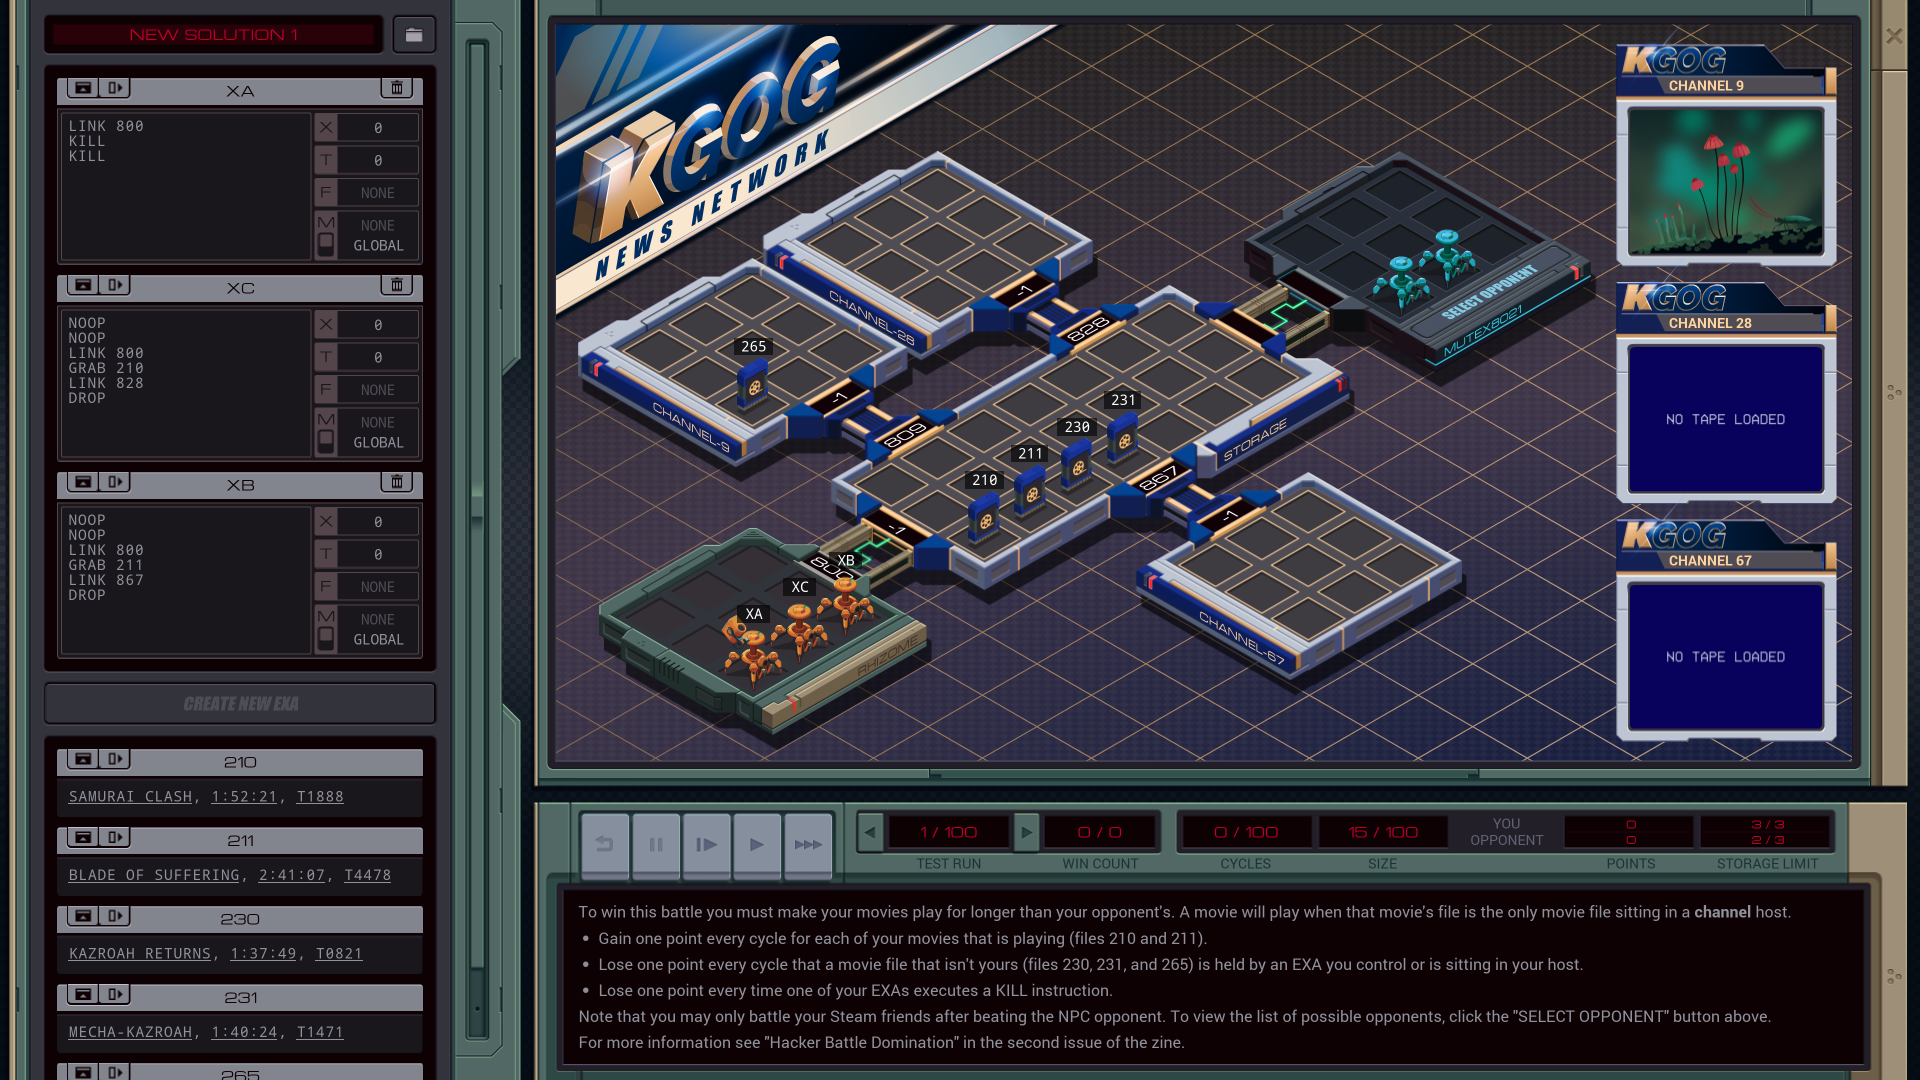 NEW SOLUTION 1
XA
LINK 800
KILL
KILL
X 0
T 0
F NONE
M NONE
GLOBAL
XC
NOOP
NOOP
LINK 800
GRAB 210
LINK 828
DROP
X 0
T 0
F NONE
M NONE
GLOBAL
XB
NOOP
NOOP
LINK 800
GRAB 211
LINK 867
DROP
X 0
T 0
F NONE
M NONE
GLOBAL
CREATE NEW EXA
210
SAMURAI CLASH, 1:52:21, T1888
211
BLADE OF SUFFERING, 2:41:07, T4478
230
KAZROAH RETURNS, 1:37:49, T0821
231
MECHA-KAZROAH, 1:40:24, T1471
265
KGOG
NEWS NETWORK
CHANNEL-28
-1
828
265
CHANNEL-9
-1
809
231
230
211
210
STORAGE
867
-1
CHANNEL-67
-1
800
XB
XC
XA
RHIZOME
SELECT OPPONENT
MUTEX8021
KGOG
CHANNEL 9
KGOG
CHANNEL 28
NO TAPE LOADED
KGOG
CHANNEL 67
NO TAPE LOADED
1 / 100
TEST RUN
0 / 0
WIN COUNT
0 / 100
CYCLES
15 / 100
SIZE
YOU
OPPONENT
0
0
POINTS
3 / 3
2 / 3
STORAGE LIMIT
To win this battle you must make your movies play for longer than your opponent's. A movie will play when that movie's file is the only movie file sitting in a channel host.
• Gain one point every cycle for each of your movies that is playing (files 210 and 211).
• Lose one point every cycle that a movie file that isn't yours (files 230, 231, and 265) is held by an EXA you control or is sitting in your host.
• Lose one point every time one of your EXAs executes a KILL instruction.
Note that you may only battle your Steam friends after beating the NPC opponent. To view the list of possible opponents, click the "SELECT OPPONENT" button above.
For more information see "Hacker Battle Domination" in the second issue of the zine.